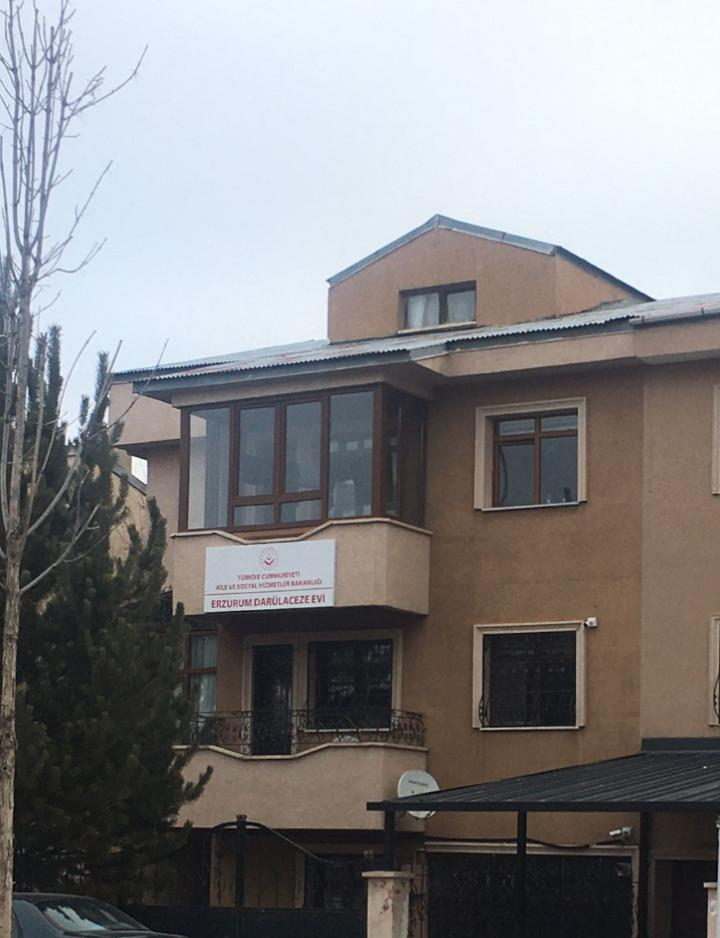 TÜRKİYE CUMHURİYETİ
AİLE VE SOSYAL HİZMETLER BAKANLIĞI
ERZURUM DARÜLACEZE EVİ